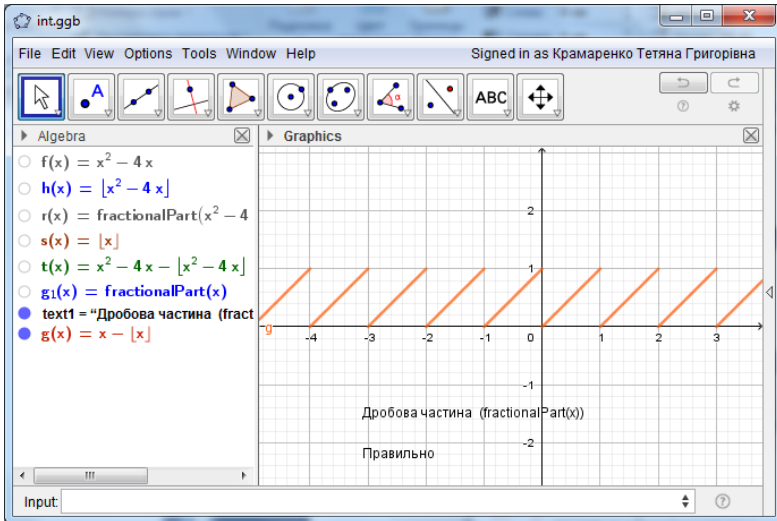 int.ggb
File Edit View Options Tools Window Help
Signed in as Крамаренко Тетяна Григорівна
A
α
ABC
Algebra
Graphics
f(x) = x² − 4 x
h(x) = ⌊x² − 4 x⌋
r(x) = fractionalPart(x² − 4
s(x) = ⌊x⌋
t(x) = x² − 4 x − ⌊x² − 4 x⌋
g₁(x) = fractionalPart(x)
text1 = “Дробова частина (fract
g(x) = x − ⌊x⌋
2
1
g
-4 -3 -2 -1 0 1 2 3
-1
Дробова частина (fractionalPart(x))
-2
Правильно
Input: